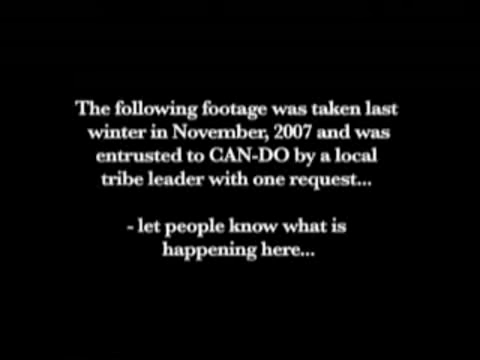 The following footage was taken last
winter in November, 2007 and was
entrusted to CAN-DO by a local
tribe leader with one request...
- let people know what is
happening here...